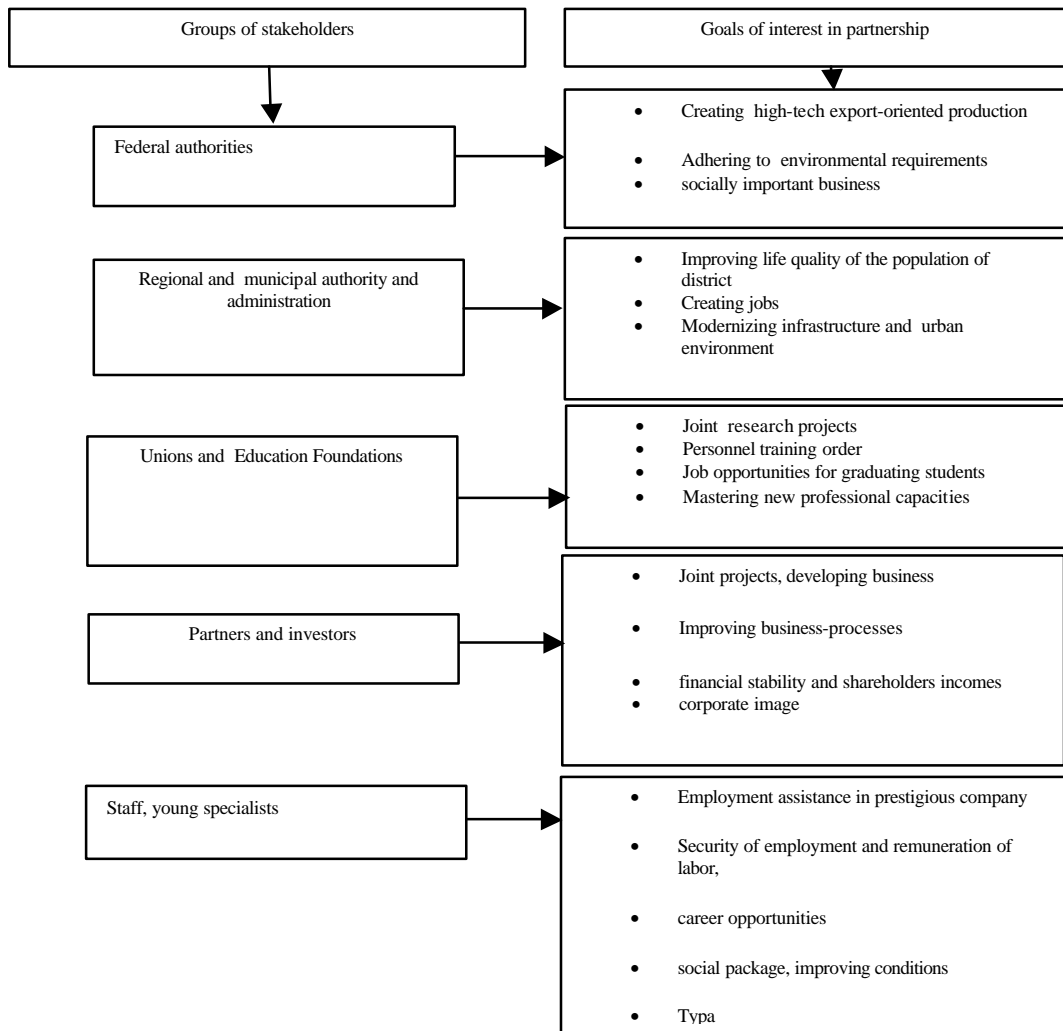 Groups of stakeholders
Goals of interest in partnership
Federal authorities
• Creating high-tech export-oriented production
• Adhering to environmental requirements
• socially important business
Regional and municipal authority and
administration
• Improving life quality of the population of
district
• Creating jobs
• Modernizing infrastructure and urban
environment
Unions and Education Foundations
• Joint research projects
• Personnel training order
• Job opportunities for graduating students
• Mastering new professional capacities
Partners and investors
• Joint projects, developing business
• Improving business-processes
• financial stability and shareholders incomes
• corporate image
Staff, young specialists
• Employment assistance in prestigious company
• Security of employment and remuneration of
labor,
• career opportunities
• social package, improving conditions
• Typa